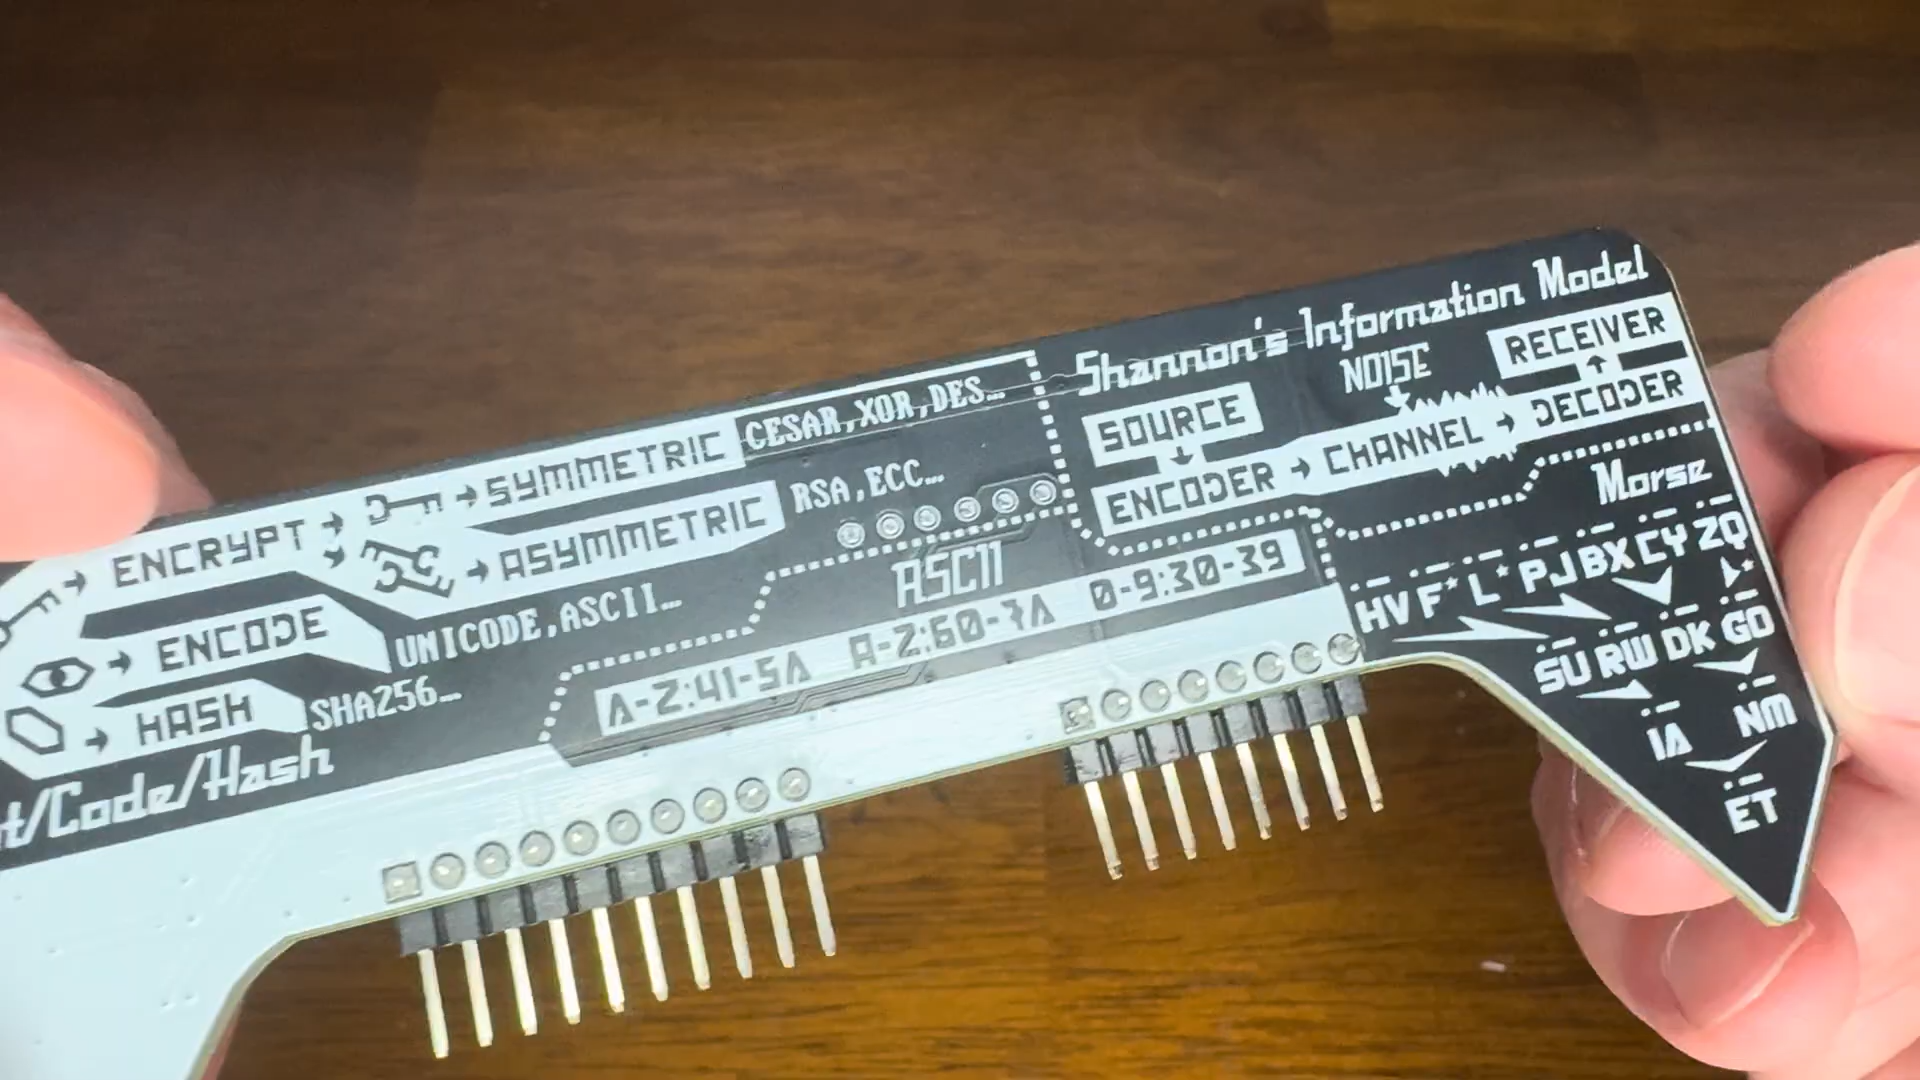 ENCRYPT
SYMMETRIC
CESAR,XOR,DES…
ASYMMETRIC
RSA,ECC…
ENCODE
UNICODE,ASCII…
HASH
SHA256…
t/Code/Hash
ASCII
A-Z:41-5A A-Z:60-7A 0-9:30-39
Shannon's Information Model
SOURCE
NOISE
RECEIVER
ENCODER
CHANNEL
DECODER
Morse
HV F* L* PJ BX CY ZQ
SU RW DK GO
IA NM
ET